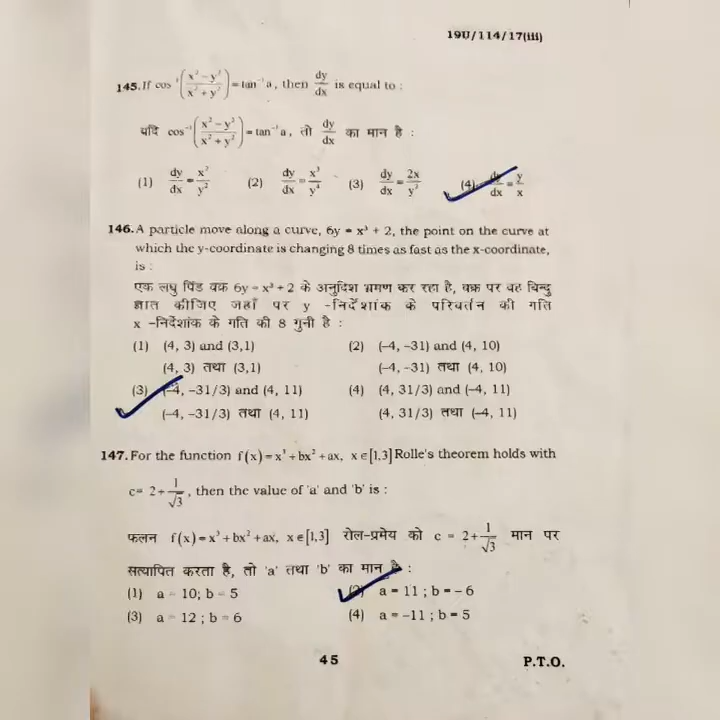 19U/114/17(iii)
145. If cos⁻¹((x² − y²)/(x² + y²)) = tan⁻¹ a, then dy/dx is equal to :
यदि cos⁻¹((x² − y²)/(x² + y²)) = tan⁻¹ a, तो dy/dx का मान है :
(1) dy/dx = x²/y² (2) dy/dx = x³/y⁴ (3) dy/dx = 2x/y³ (4) dy/dx = y/x
146. A particle move along a curve, 6y = x³ + 2, the point on the curve at
which the y-coordinate is changing 8 times as fast as the x-coordinate,
is :
एक लघु पिंड वक्र 6y = x³ + 2 के अनुदिश भ्रमण कर रहा है, वक्र पर वह बिन्दु
ज्ञात कीजिए जहाँ पर y -निर्देशांक के परिवर्तन की गति
x -निर्देशांक के गति की 8 गुनी है :
(1) (4, 3) and (3,1) (2) (–4, –31) and (4, 10)
(4, 3) तथा (3,1) (–4, –31) तथा (4, 10)
(3) (–4, –31/3) and (4, 11) (4) (4, 31/3) and (–4, 11)
(–4, –31/3) तथा (4, 11) (4, 31/3) तथा (–4, 11)
147. For the function f(x) = x³ + bx² + ax, x ∈ [1,3] Rolle's theorem holds with
c= 2+1/√3, then the value of 'a' and 'b' is :
फलन f(x) = x³ + bx² + ax, x ∈ [1,3] रोल-प्रमेय को c = 2+1/√3 मान पर
सत्यापित करता है, तो 'a' तथा 'b' का मान है :
(1) a = 10; b = 5 (2) a = 11 ; b = – 6
(3) a = 12 ; b = 6 (4) a = –11 ; b = 5
45 P.T.O.